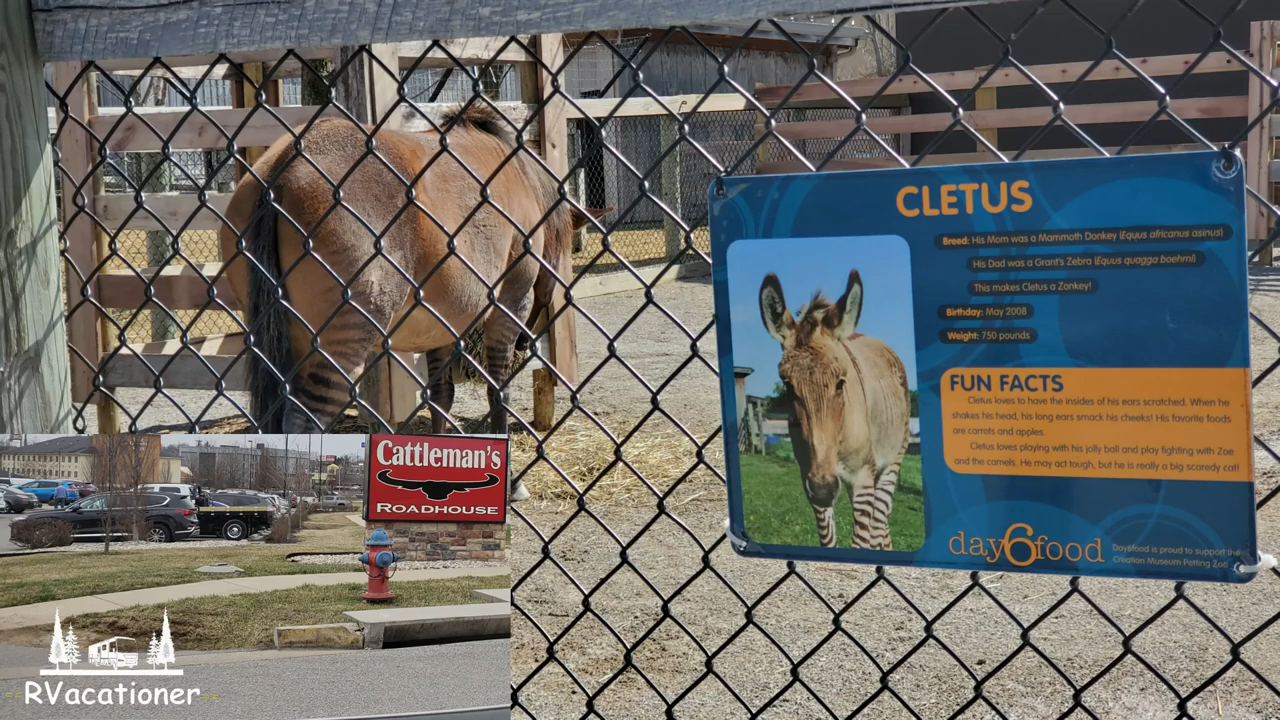 CLETUS
Breed: His Mom was a Mammoth Donkey (Equus africanus asinus)
His Dad was a Grant's Zebra (Equus quagga boehmi)
This makes Cletus a Zonkey!
Birthday: May 2008
Weight: 750 pounds
FUN FACTS
Cletus loves to have the insides of his ears scratched. When he
shakes his head, his long ears smack his cheeks! His favorite foods
are carrots and apples.
Cletus loves playing with his jolly ball and play fighting with Zoe
and the camels. He may act tough, but he is really a big scaredy cat!
day6food
Day6food is proud to support the
Creation Museum Petting Zoo!
Cattleman's
ROADHOUSE
RVacationer